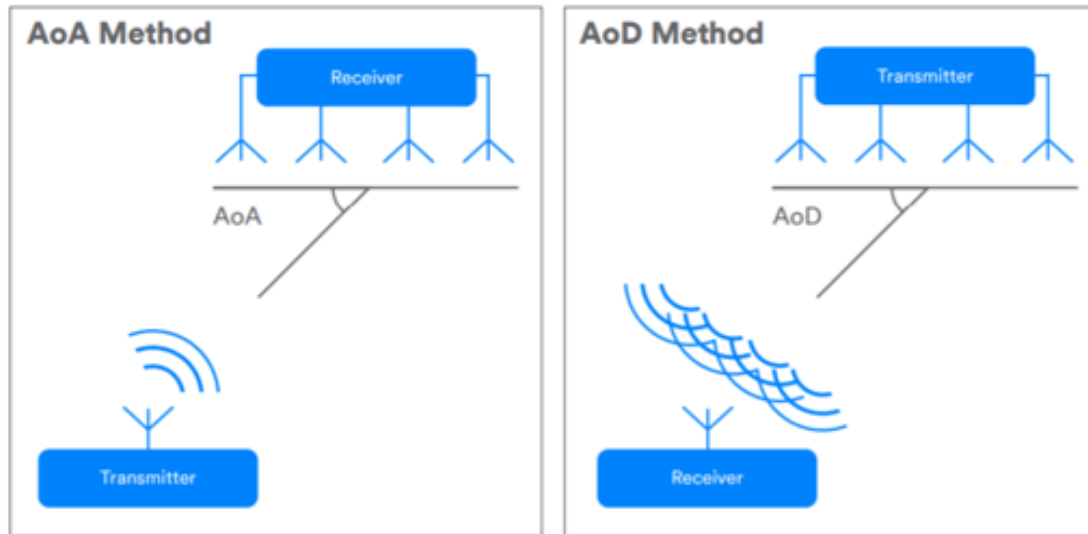 AoA Method
Receiver
AoA
Transmitter
AoD Method
Transmitter
AoD
Receiver